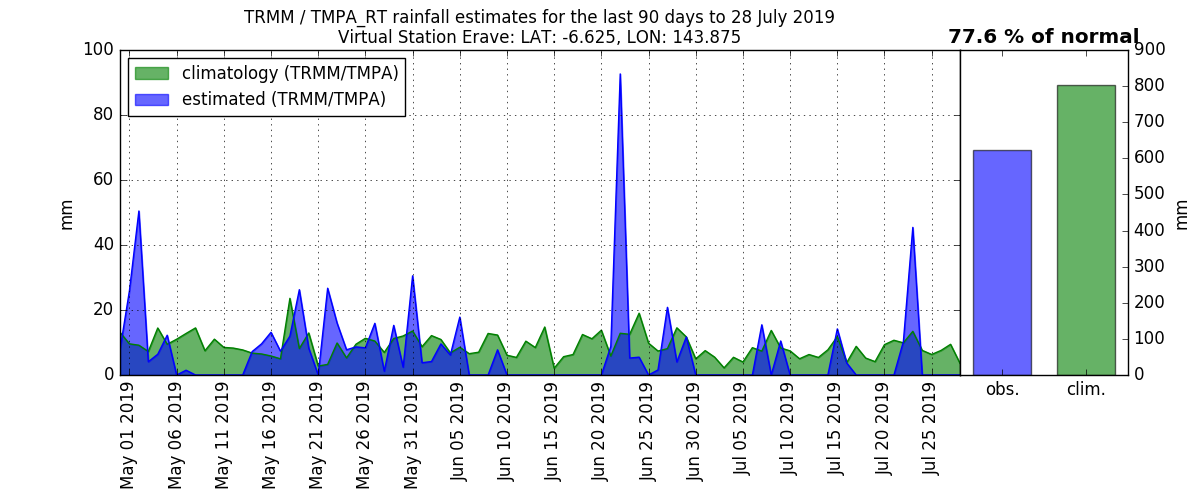 TRMM / TMPA_RT rainfall estimates for the last 90 days to 28 July 2019
Virtual Station Erave: LAT: -6.625, LON: 143.875
77.6 % of normal
climatology (TRMM/TMPA)
estimated (TRMM/TMPA)
100
80
60
40
20
0
mm
900
800
700
600
500
400
300
200
100
0
mm
May 01 2019
May 06 2019
May 11 2019
May 16 2019
May 21 2019
May 26 2019
May 31 2019
Jun 05 2019
Jun 10 2019
Jun 15 2019
Jun 20 2019
Jun 25 2019
Jun 30 2019
Jul 05 2019
Jul 10 2019
Jul 15 2019
Jul 20 2019
Jul 25 2019
obs.
clim.